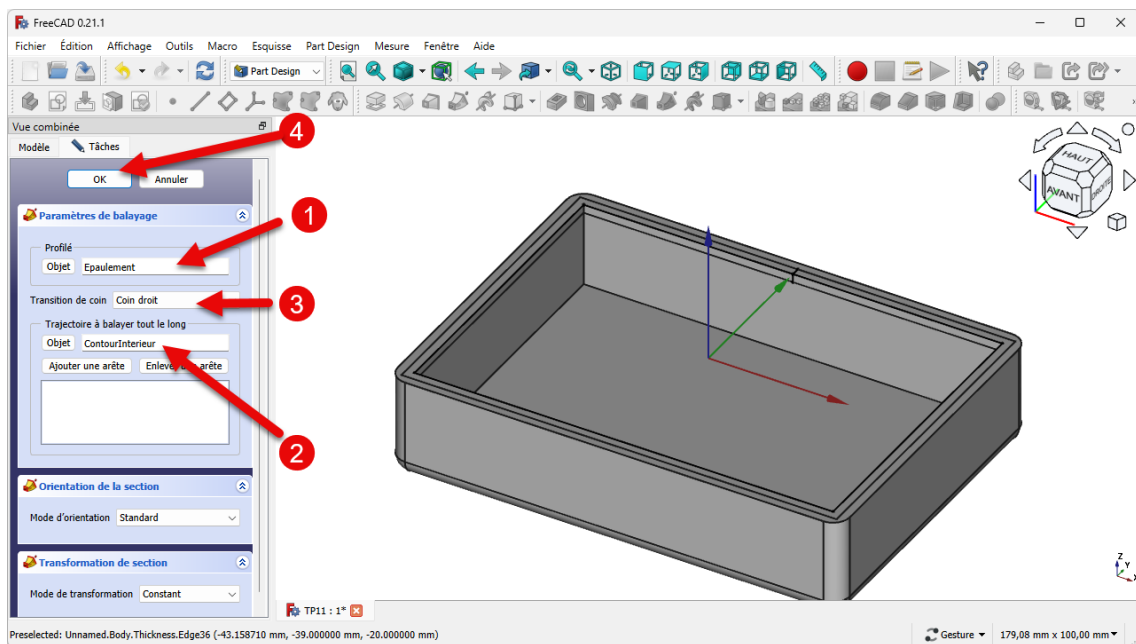 FreeCAD 0.21.1
Fichier Édition Affichage Outils Macro Esquisse Part Design Mesure Fenêtre Aide
Part Design
Vue combinée
Modèle Tâches
4
OK Annuler
Paramètres de balayage
1
Profilé
Objet Epaulement
Transition de coin Coin droit
3
Trajectoire à balayer tout le long
Objet ContourInterieur
Ajouter une arête Enlever une arête
2
Orientation de la section
Mode d'orientation Standard
Transformation de section
Mode de transformation Constant
HAUT
AVANT
DROITE
Z
Y
X
TP11 : 1*
Preselected: Unnamed.Body.Thickness.Edge36 (-43.158710 mm, -39.000000 mm, -20.000000 mm)
Gesture 179,08 mm x 100,00 mm